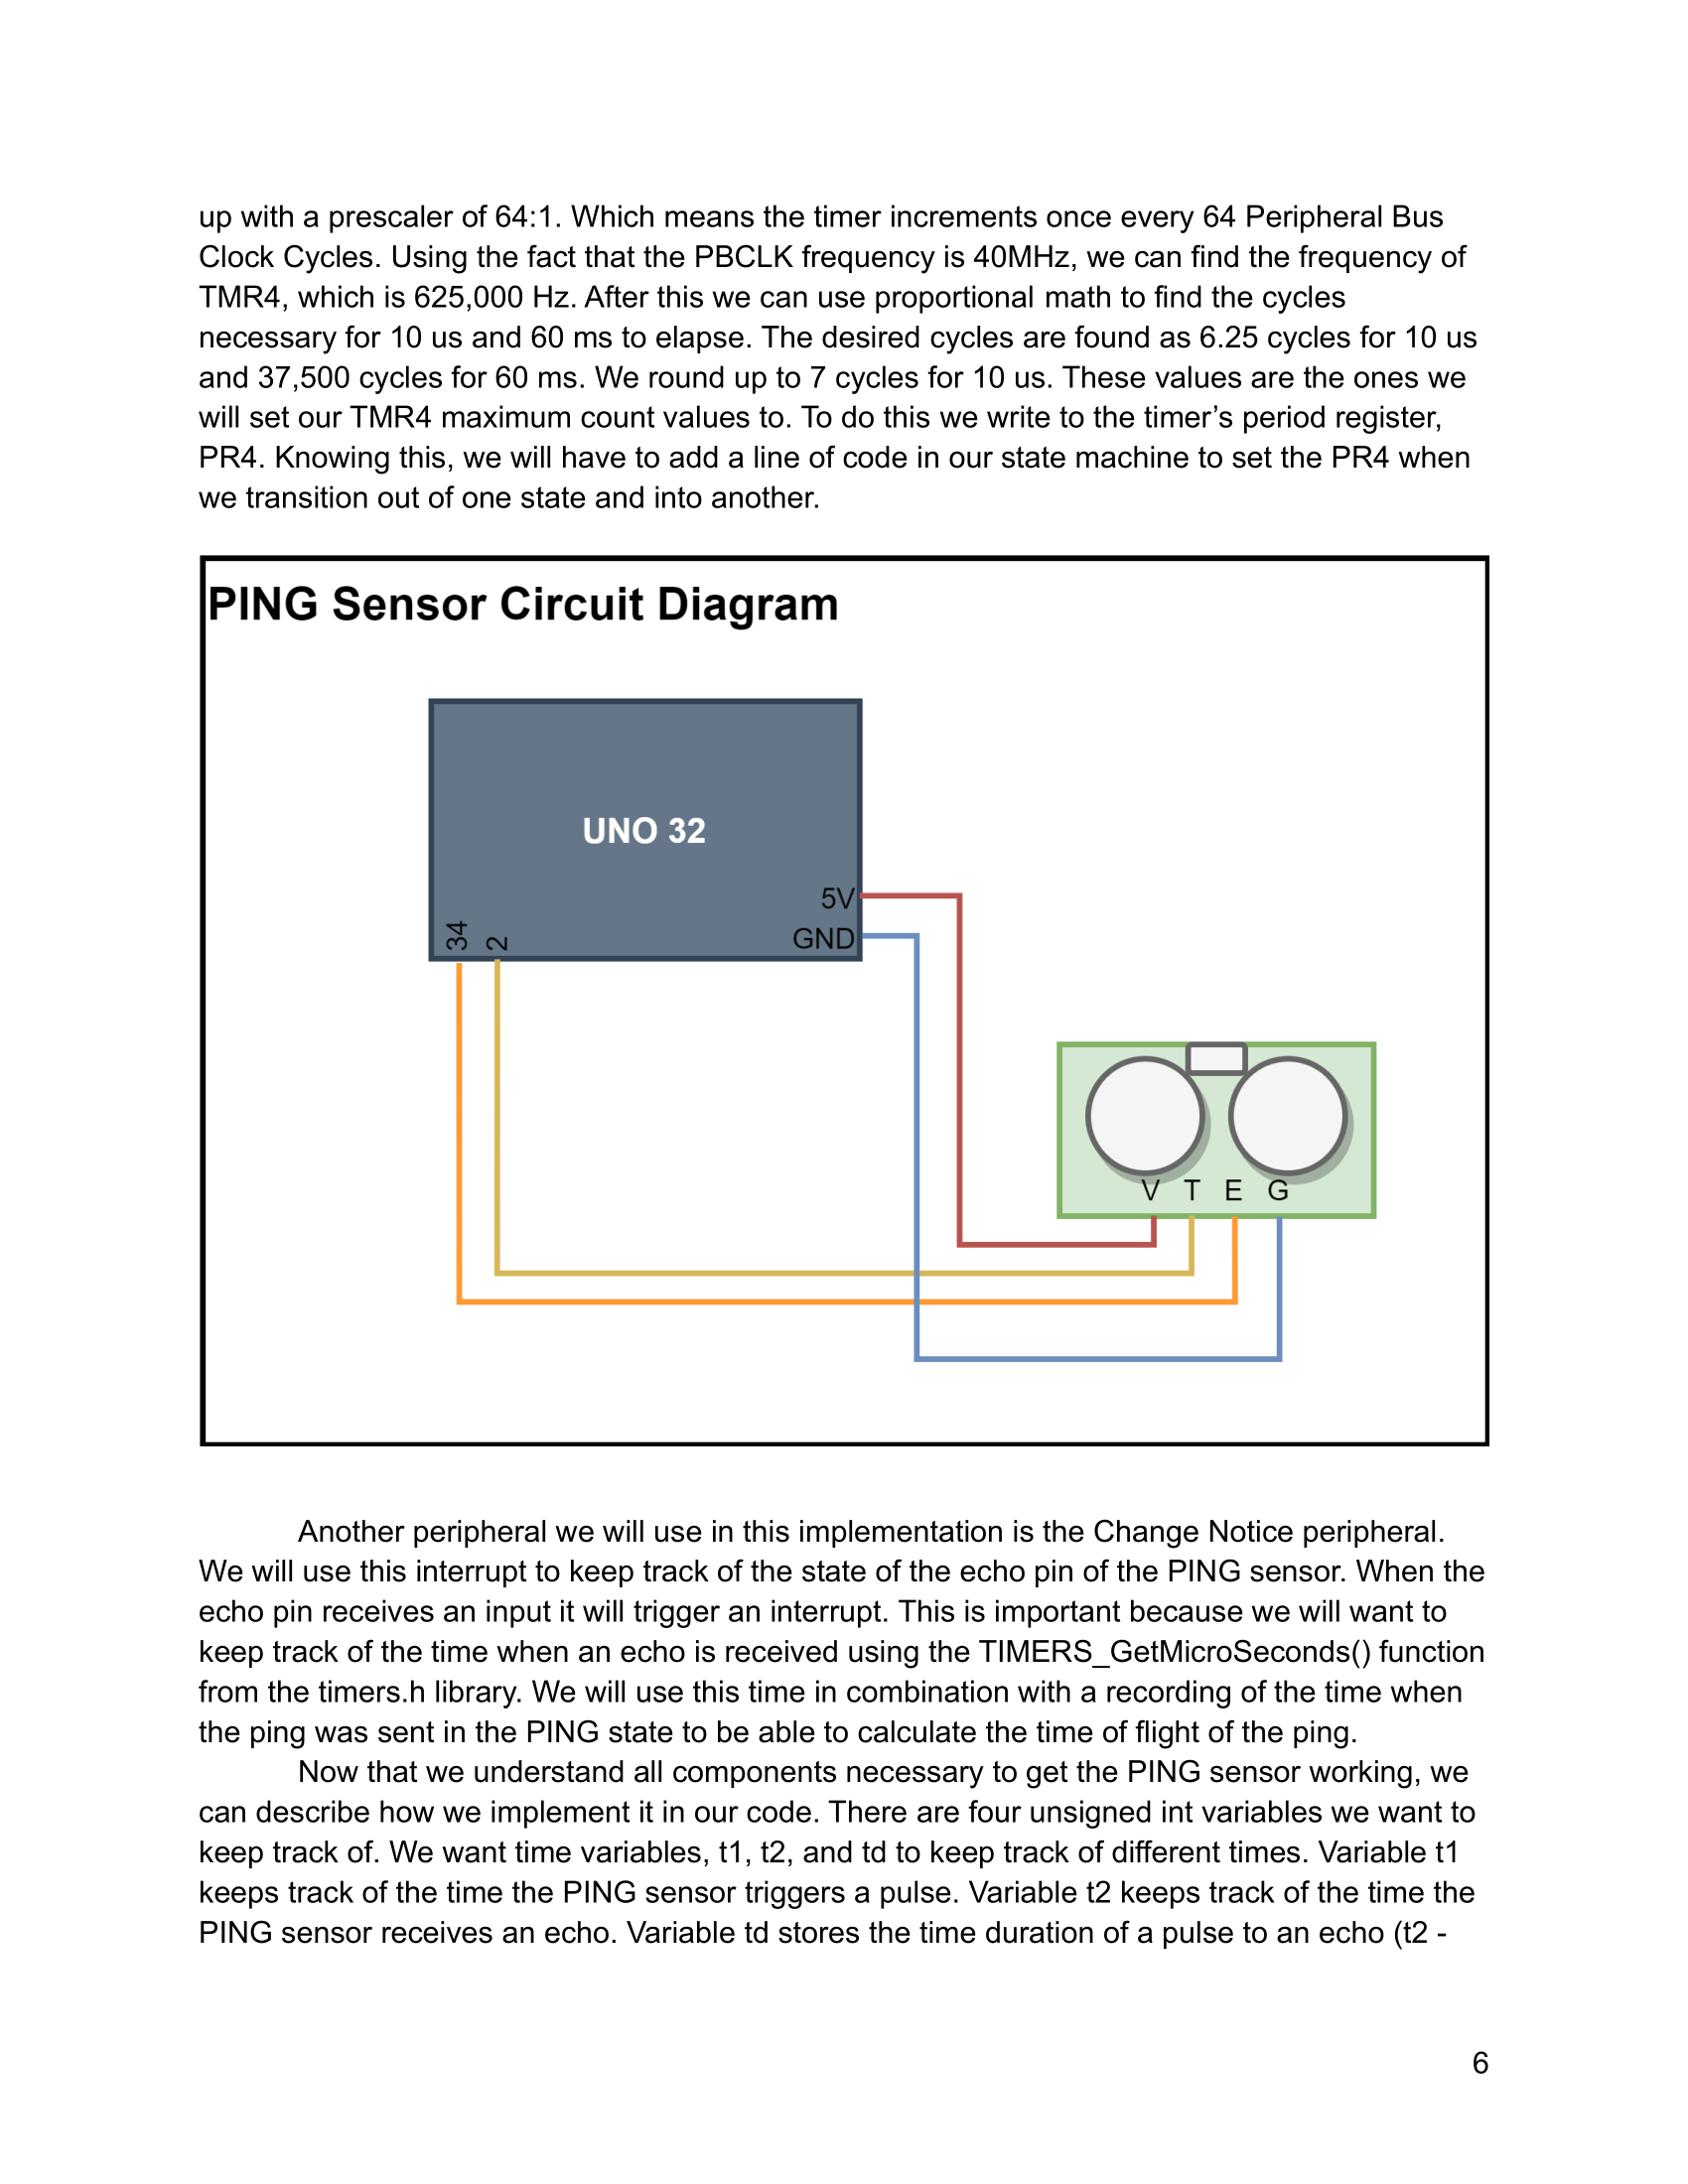 up with a prescaler of 64:1. Which means the timer increments once every 64 Peripheral Bus
Clock Cycles. Using the fact that the PBCLK frequency is 40MHz, we can find the frequency of
TMR4, which is 625,000 Hz. After this we can use proportional math to find the cycles
necessary for 10 us and 60 ms to elapse. The desired cycles are found as 6.25 cycles for 10 us
and 37,500 cycles for 60 ms. We round up to 7 cycles for 10 us. These values are the ones we
will set our TMR4 maximum count values to. To do this we write to the timer’s period register,
PR4. Knowing this, we will have to add a line of code in our state machine to set the PR4 when
we transition out of one state and into another.
PING Sensor Circuit Diagram
UNO 32
5V
GND
34
2
V T E G
Another peripheral we will use in this implementation is the Change Notice peripheral.
We will use this interrupt to keep track of the state of the echo pin of the PING sensor. When the
echo pin receives an input it will trigger an interrupt. This is important because we will want to
keep track of the time when an echo is received using the TIMERS_GetMicroSeconds() function
from the timers.h library. We will use this time in combination with a recording of the time when
the ping was sent in the PING state to be able to calculate the time of flight of the ping.
Now that we understand all components necessary to get the PING sensor working, we
can describe how we implement it in our code. There are four unsigned int variables we want to
keep track of. We want time variables, t1, t2, and td to keep track of different times. Variable t1
keeps track of the time the PING sensor triggers a pulse. Variable t2 keeps track of the time the
PING sensor receives an echo. Variable td stores the time duration of a pulse to an echo (t2 -
6